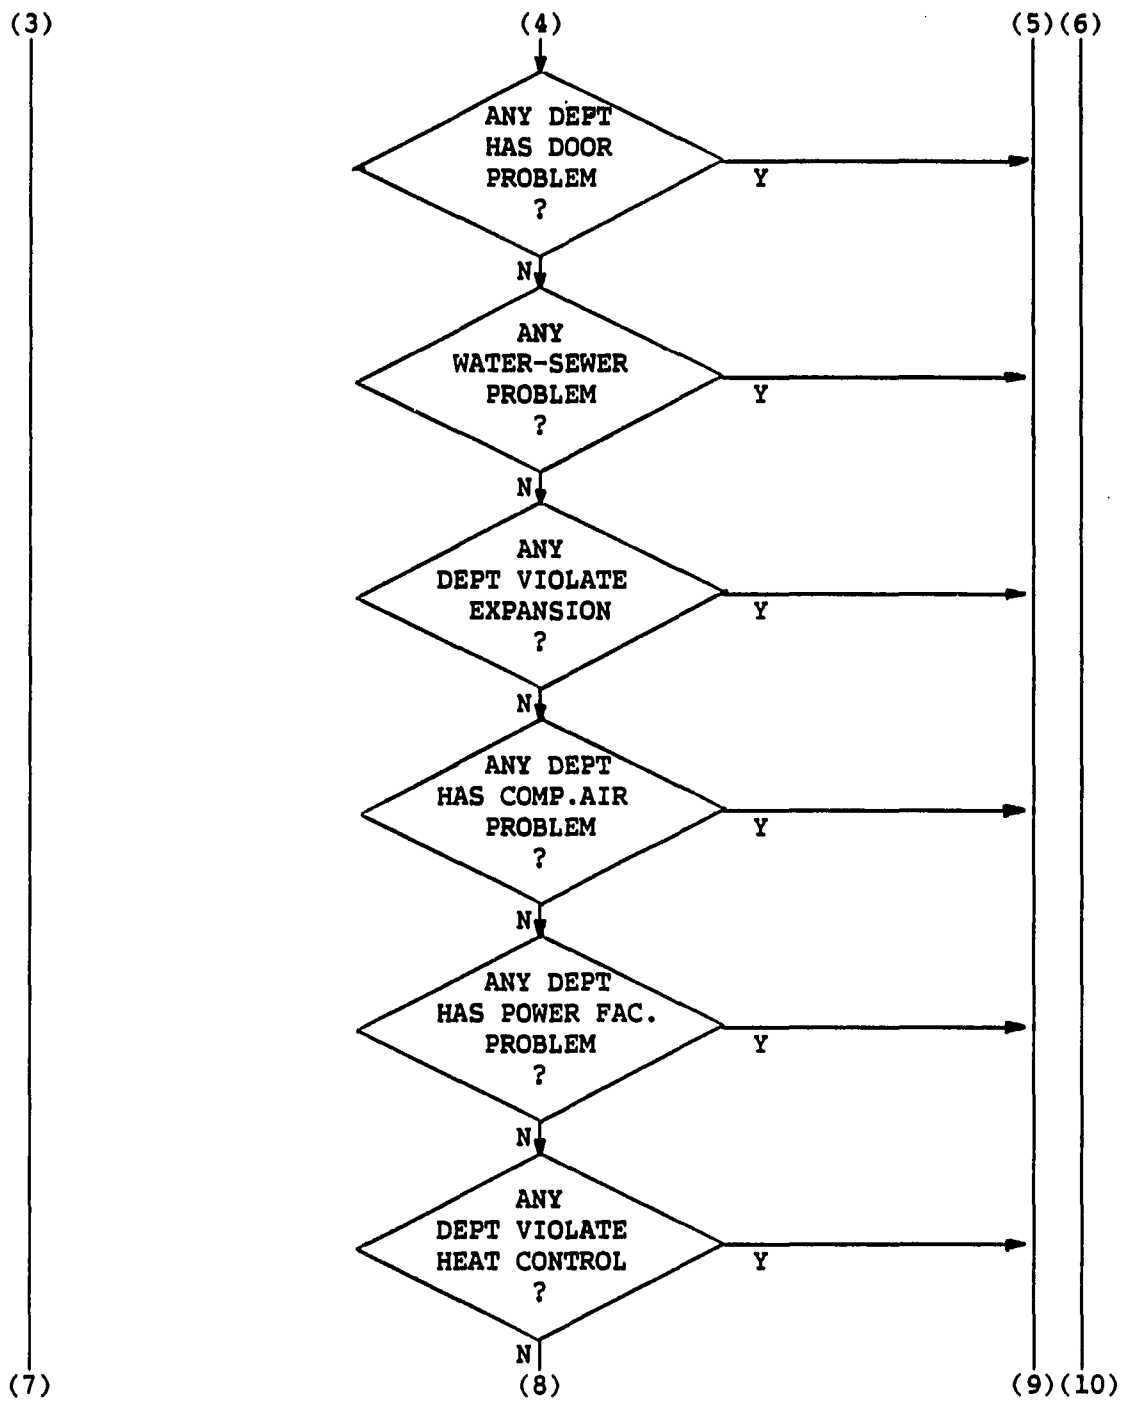 (3)
(4)
(5)(6)
ANY DEPT
HAS DOOR
PROBLEM
?
Y
N
ANY
WATER-SEWER
PROBLEM
?
Y
N
ANY
DEPT VIOLATE
EXPANSION
?
Y
N
ANY DEPT
HAS COMP.AIR
PROBLEM
?
Y
N
ANY DEPT
HAS POWER FAC.
PROBLEM
?
Y
N
ANY
DEPT VIOLATE
HEAT CONTROL
?
Y
N
(7)
(8)
(9)(10)